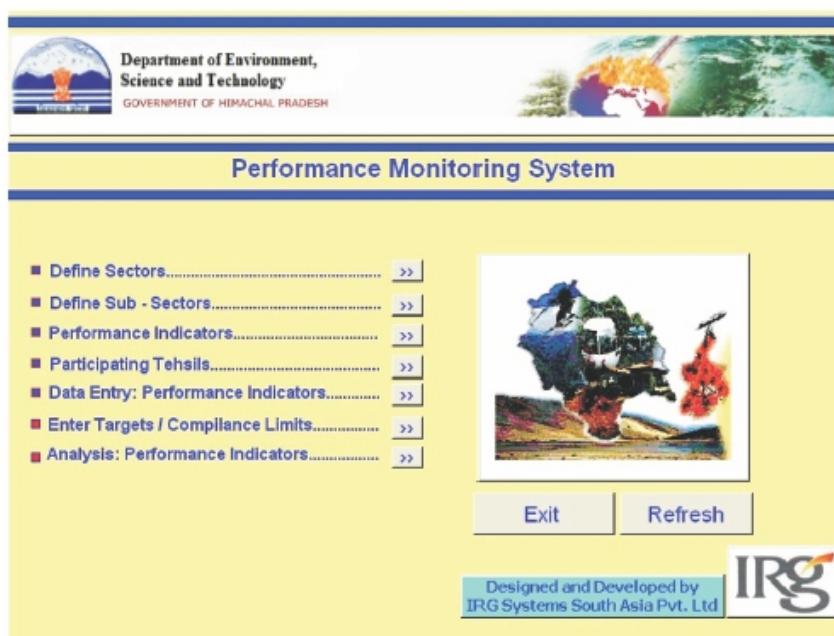 Department of Environment,
Science and Technology
GOVERNMENT OF HIMACHAL PRADESH
Performance Monitoring System
Define Sectors..................................................... >>
Define Sub - Sectors.......................................... >>
Performance Indicators.................................... >>
Participating Tehsils.......................................... >>
Data Entry: Performance Indicators............. >>
Enter Targets / Compliance Limits................ >>
Analysis: Performance Indicators................. >>
Exit
Refresh
Designed and Developed by
IRG Systems South Asia Pvt. Ltd
IRG